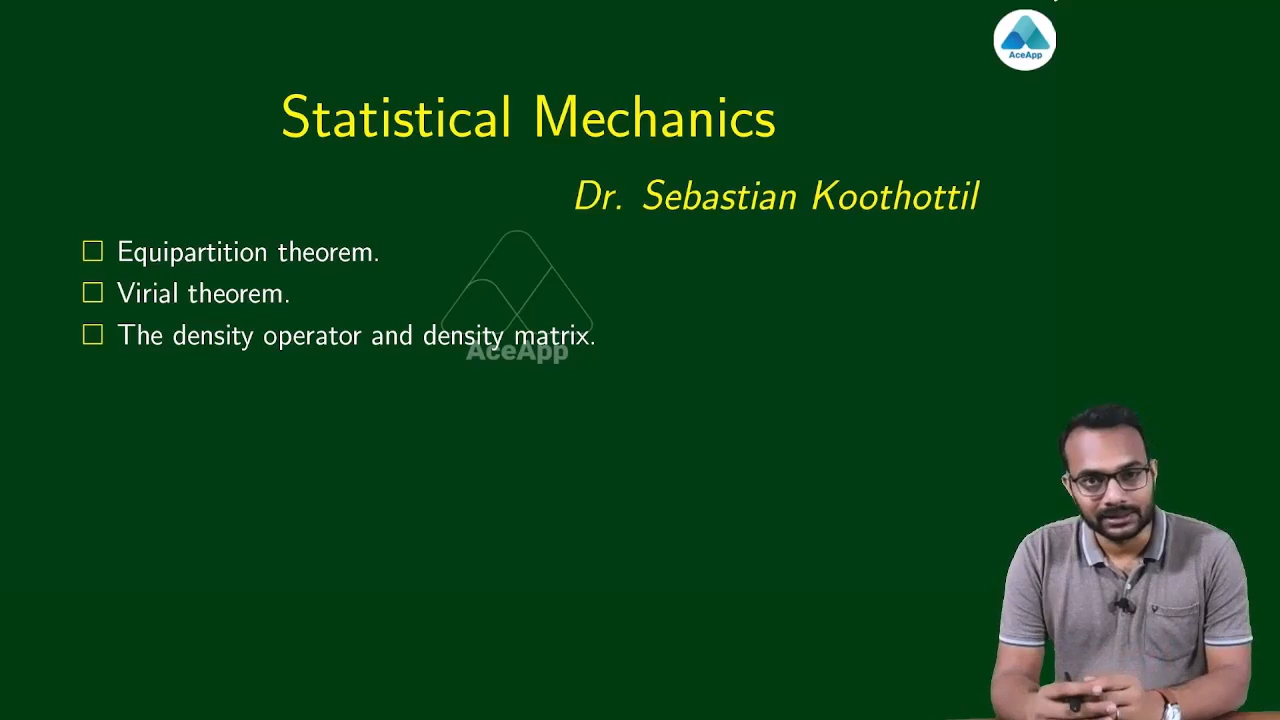 AceApp
Statistical Mechanics
Dr. Sebastian Koothottil
Equipartition theorem.
Virial theorem.
The density operator and density matrix.
AceApp